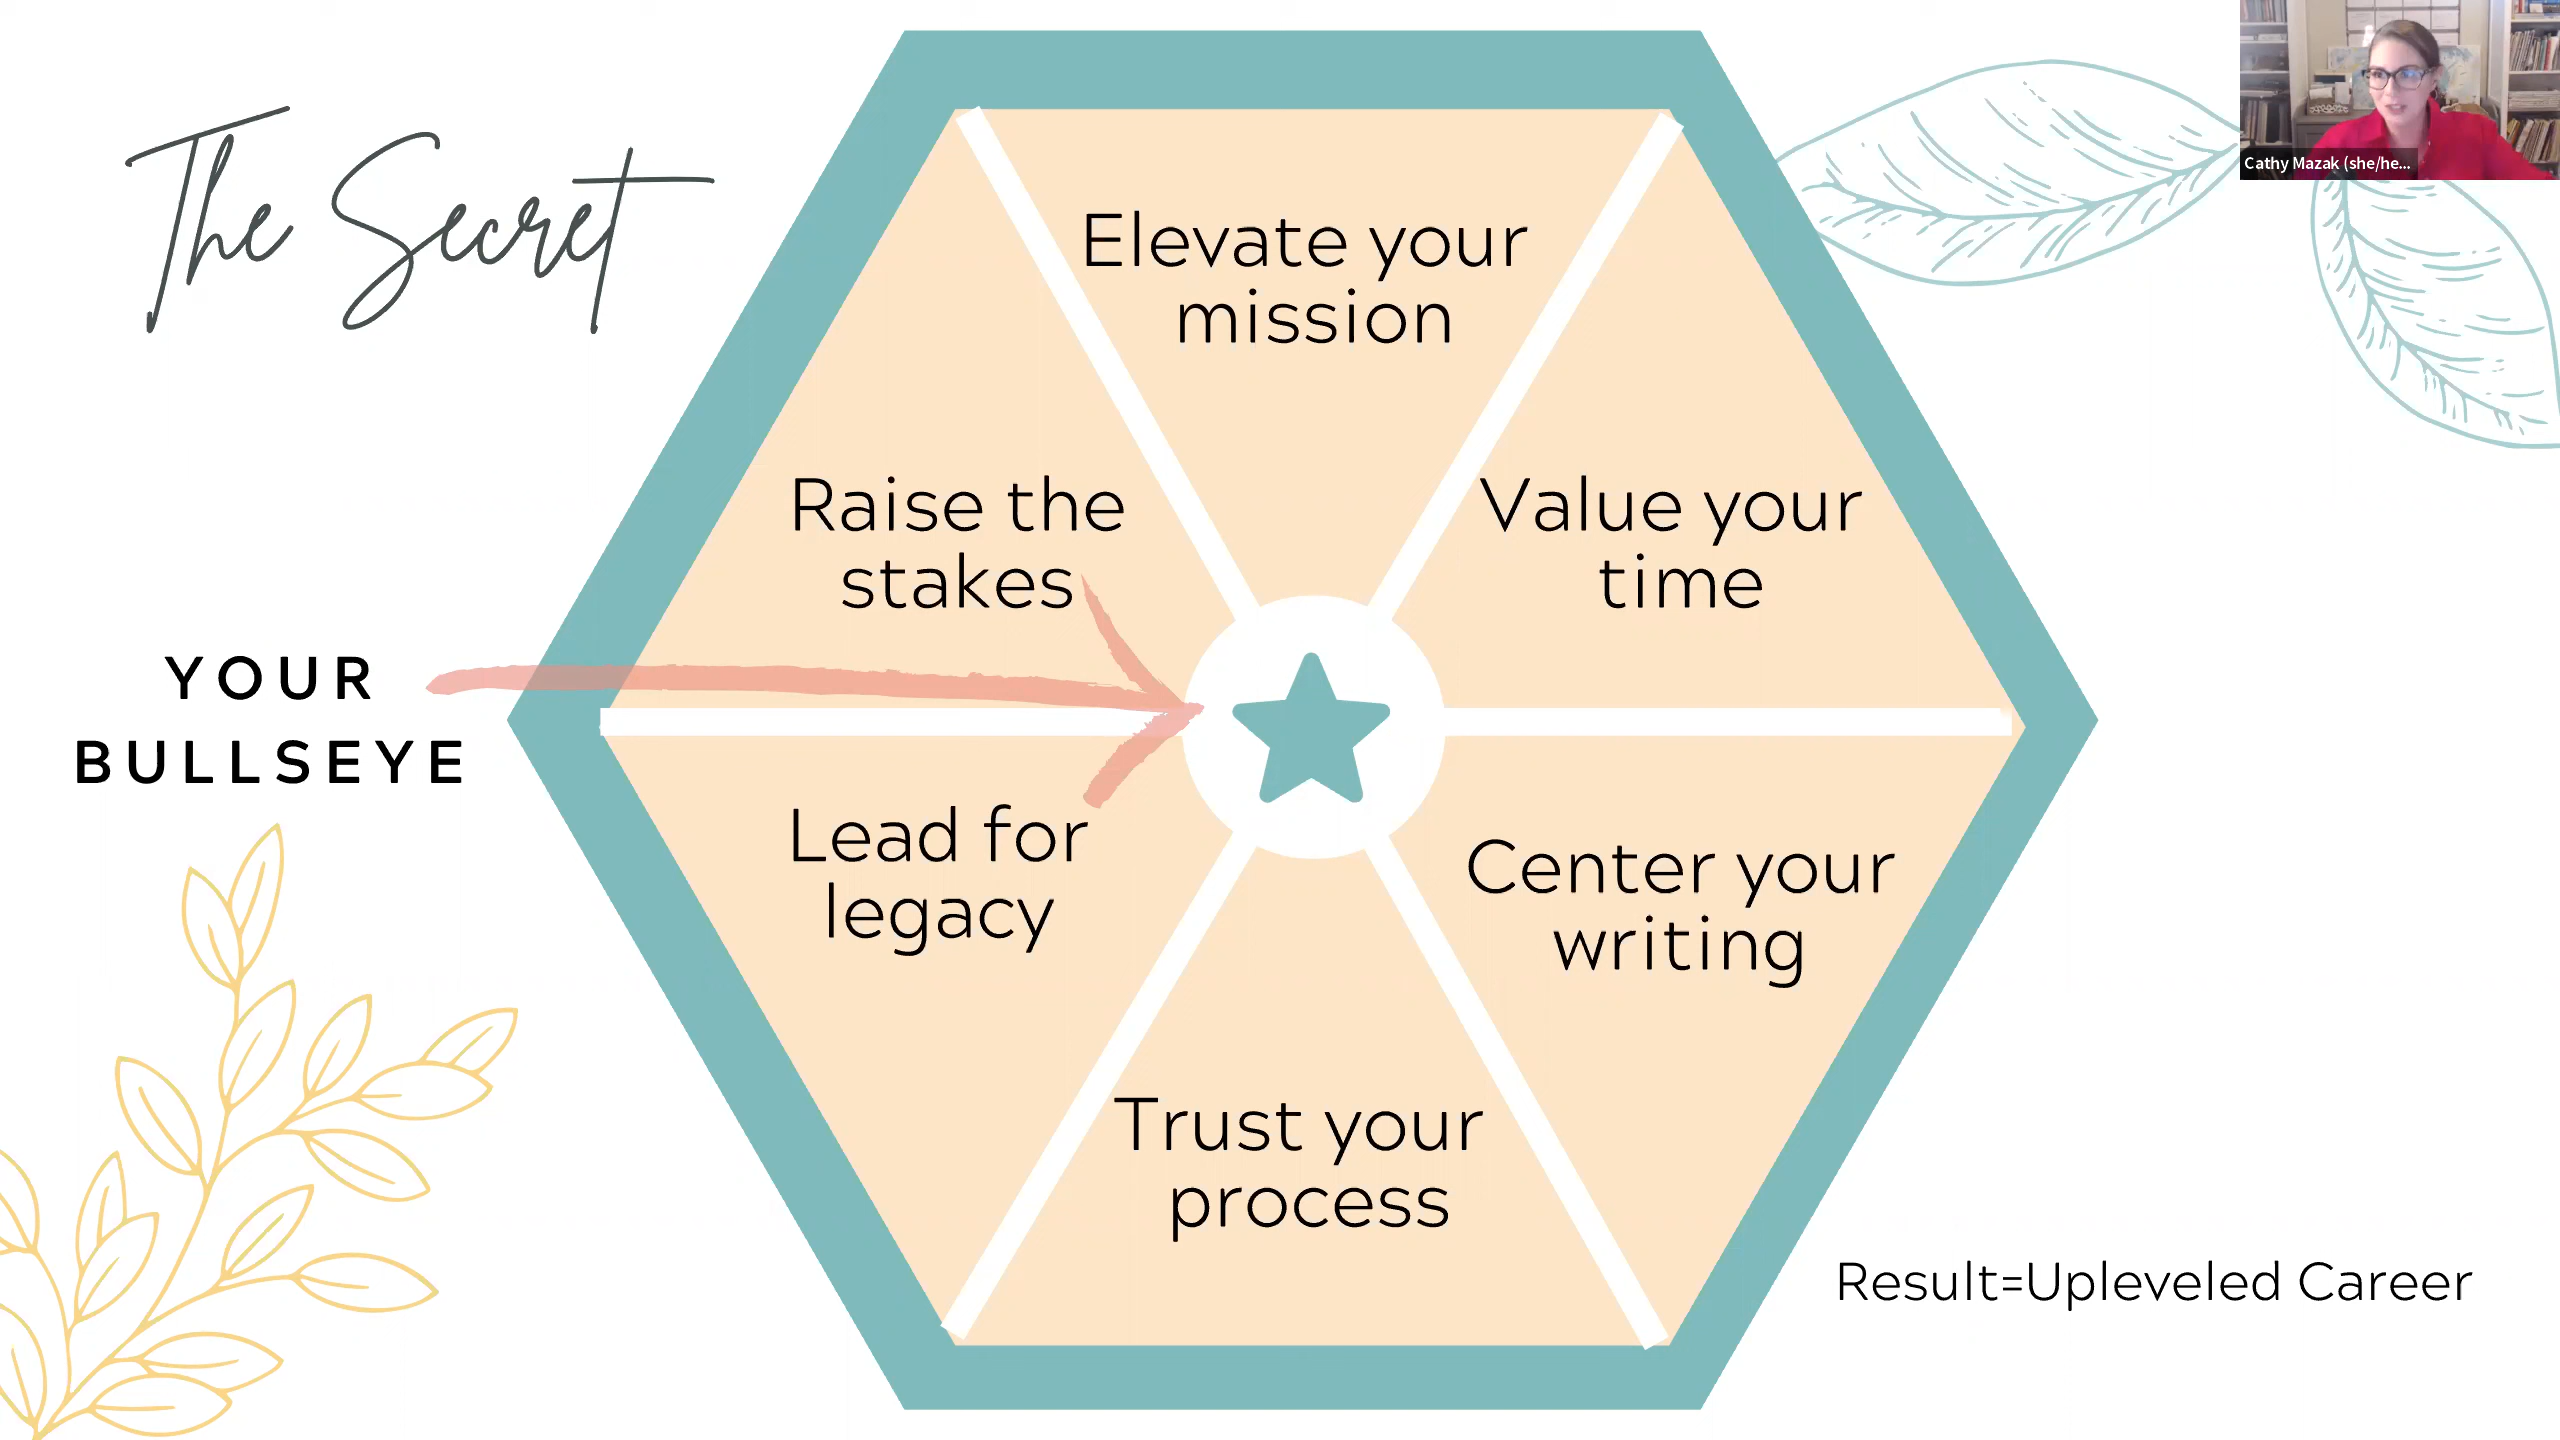 The Secret
Cathy Mazak (she/he...
Elevate your
mission
Raise the
stakes
Value your
time
YOUR
BULLSEYE
Lead for
legacy
Center your
writing
Trust your
process
Result=Upleveled Career